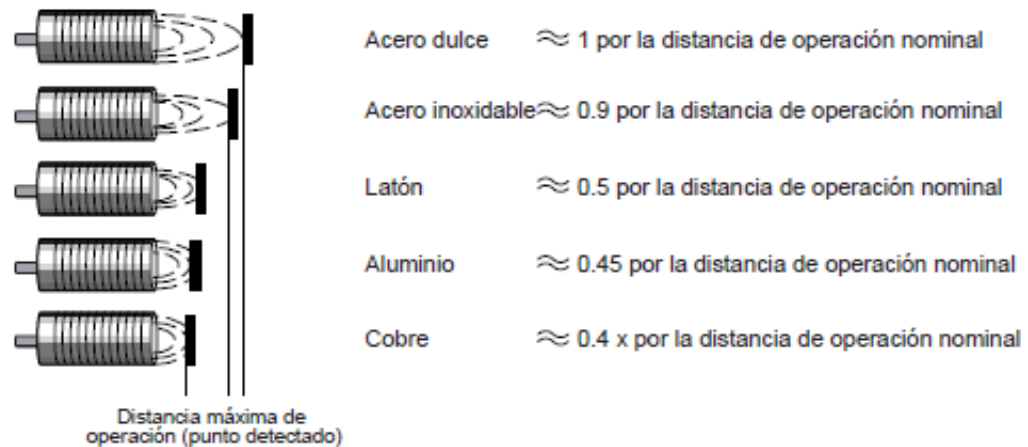 Acero dulce ≈ 1 por la distancia de operación nominal
Acero inoxidable ≈ 0.9 por la distancia de operación nominal
Latón ≈ 0.5 por la distancia de operación nominal
Aluminio ≈ 0.45 por la distancia de operación nominal
Cobre ≈ 0.4 x por la distancia de operación nominal
Distancia máxima de
operación (punto detectado)